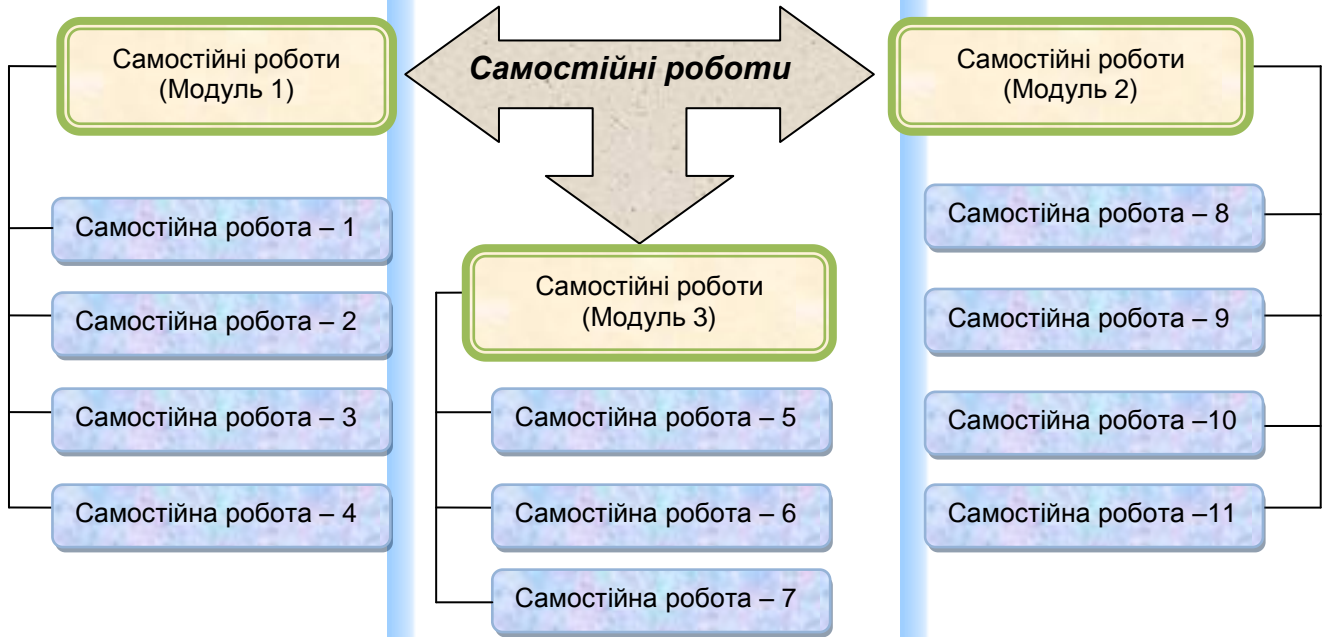 Самостійні роботи
Самостійні роботи
(Модуль 1)
Самостійна робота – 1
Самостійна робота – 2
Самостійна робота – 3
Самостійна робота – 4
Самостійні роботи
(Модуль 3)
Самостійна робота – 5
Самостійна робота – 6
Самостійна робота – 7
Самостійні роботи
(Модуль 2)
Самостійна робота – 8
Самостійна робота – 9
Самостійна робота –10
Самостійна робота –11